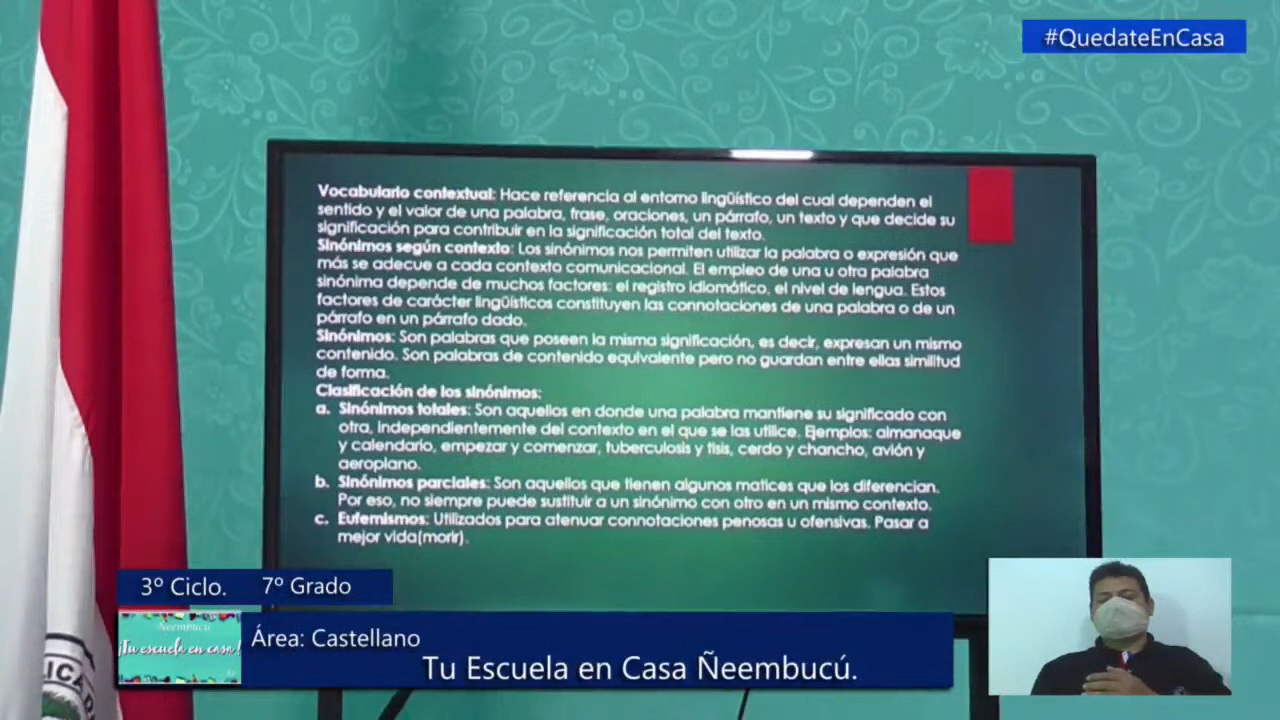 #QuedateEnCasa
Vocabulario contextual: Hace referencia al entorno lingüístico del cual dependen el
sentido y el valor de una palabra, frase, oraciones, un párrafo, un texto y que decide su
significación para contribuir en la significación total del texto.
Sinónimos según contexto: Los sinónimos nos permiten utilizar la palabra o expresión que
más se adecue a cada contexto comunicacional. El empleo de una u otra palabra
sinónima depende de muchos factores: el registro idiomático, el nivel de lengua. Estos
factores de carácter lingüísticos constituyen las connotaciones de una palabra o de un
párrafo en un párrafo dado.
Sinónimos: Son palabras que poseen la misma significación, es decir, expresan un mismo
contenido. Son palabras de contenido equivalente pero no guardan entre ellas similitud
de forma.
Clasificación de los sinónimos:
a. Sinónimos totales: Son aquellos en donde una palabra mantiene su significado con
otra, independientemente del contexto en el que se las utilice. Ejemplos: almanaque
y calendario, empezar y comenzar, tuberculosis y tisis, cerdo y chancho, avión y
aeroplano.
b. Sinónimos parciales: Son aquellos que tienen algunos matices que los diferencian.
Por eso, no siempre puede sustituir a un sinónimo con otro en un mismo contexto.
c. Eufemismos: Utilizados para atenuar connotaciones penosas u ofensivas. Pasar a
mejor vida(morir).
3º Ciclo. 7º Grado
Ñeembucú
¡Tu escuela en casa!
Área: Castellano
Tu Escuela en Casa Ñeembucú.